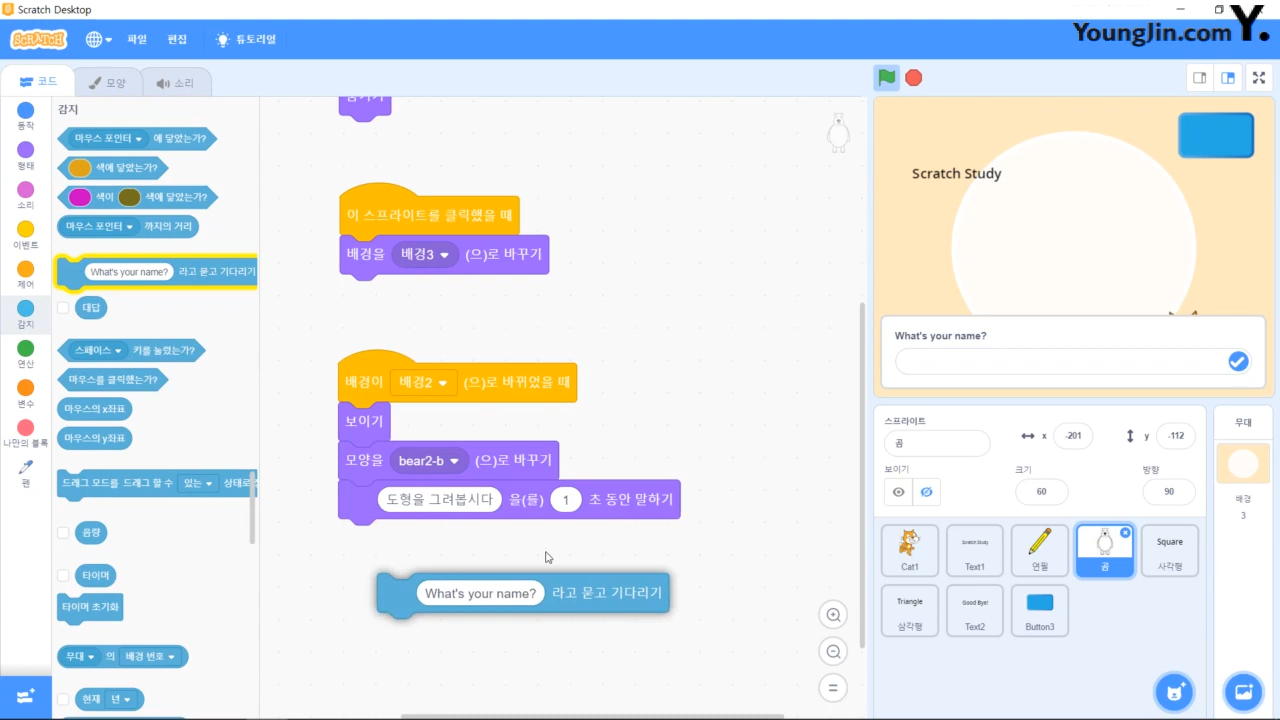 Scratch Desktop
YoungJin.com Y.
SCRATCH 파일 편집 튜토리얼
코드 모양 소리
동작
형태
소리
이벤트
제어
감지
연산
변수
나만의 블록
펜
감지
마우스 포인터 에 닿았는가?
색에 닿았는가?
색이 색에 닿았는가?
마우스 포인터 까지의 거리
What's your name? 라고 묻고 기다리기
대답
스페이스 키를 눌렀는가?
마우스를 클릭했는가?
마우스의 x좌표
마우스의 y좌표
드래그 모드를 드래그 할 수 있는 상태로
음량
타이머
타이머 초기화
무대 의 배경 번호
현재 년
이 스프라이트를 클릭했을 때
배경을 배경3 (으)로 바꾸기
배경이 배경2 (으)로 바뀌었을 때
보이기
모양을 bear2-b (으)로 바꾸기
도형을 그려봅시다 을(를) 1 초 동안 말하기
What's your name? 라고 묻고 기다리기
Scratch Study
What's your name?
스프라이트
곰
x -201
y -112
보이기
크기
60
방향
90
Cat1
Scratch Study
Text1
연필
곰
Square
사각형
Triangle
삼각형
Good Bye!
Text2
Button3
무대
배경
3